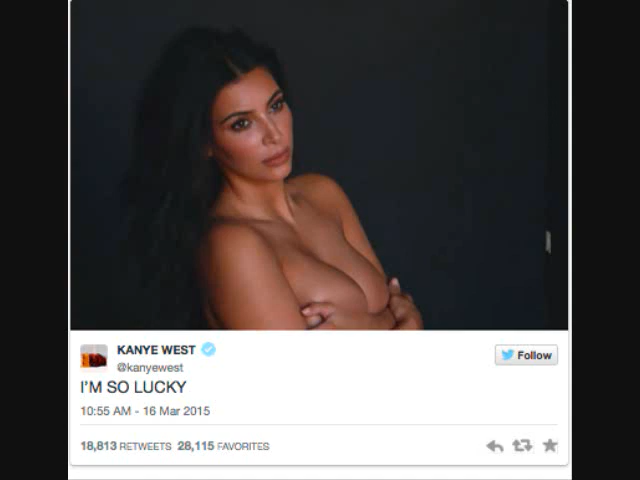 KANYE WEST
Follow
@kanyewest
I'M SO LUCKY
10:55 AM - 16 Mar 2015
18,813 RETWEETS 28,115 FAVORITES